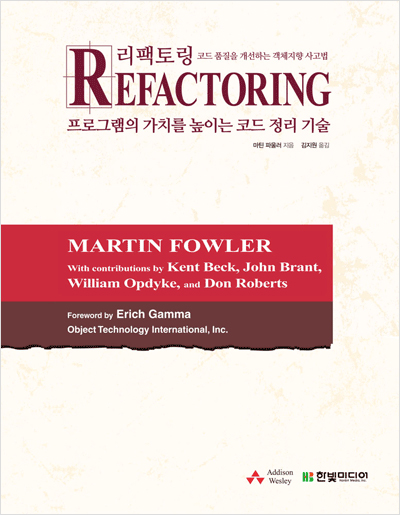 리팩토링 코드 품질을 개선하는 객체지향 사고법
REFACTORING
프로그램의 가치를 높이는 코드 정리 기술
마틴 파울러 지음 김지원 옮김
MARTIN FOWLER
With contributions by Kent Beck, John Brant,
William Opdyke, and Don Roberts
Foreword by Erich Gamma
Object Technology International, Inc.
Addison
Wesley
HB 한빛미디어
Hanbit Media, Inc.